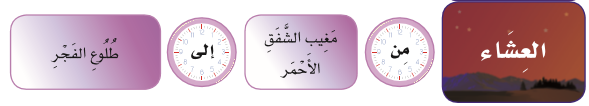 العِشَاء
مِن
مَغِيبِ الشَّفَقِ
الأَحْمَر
إلى
طُلُوعِ الفَجْرِ